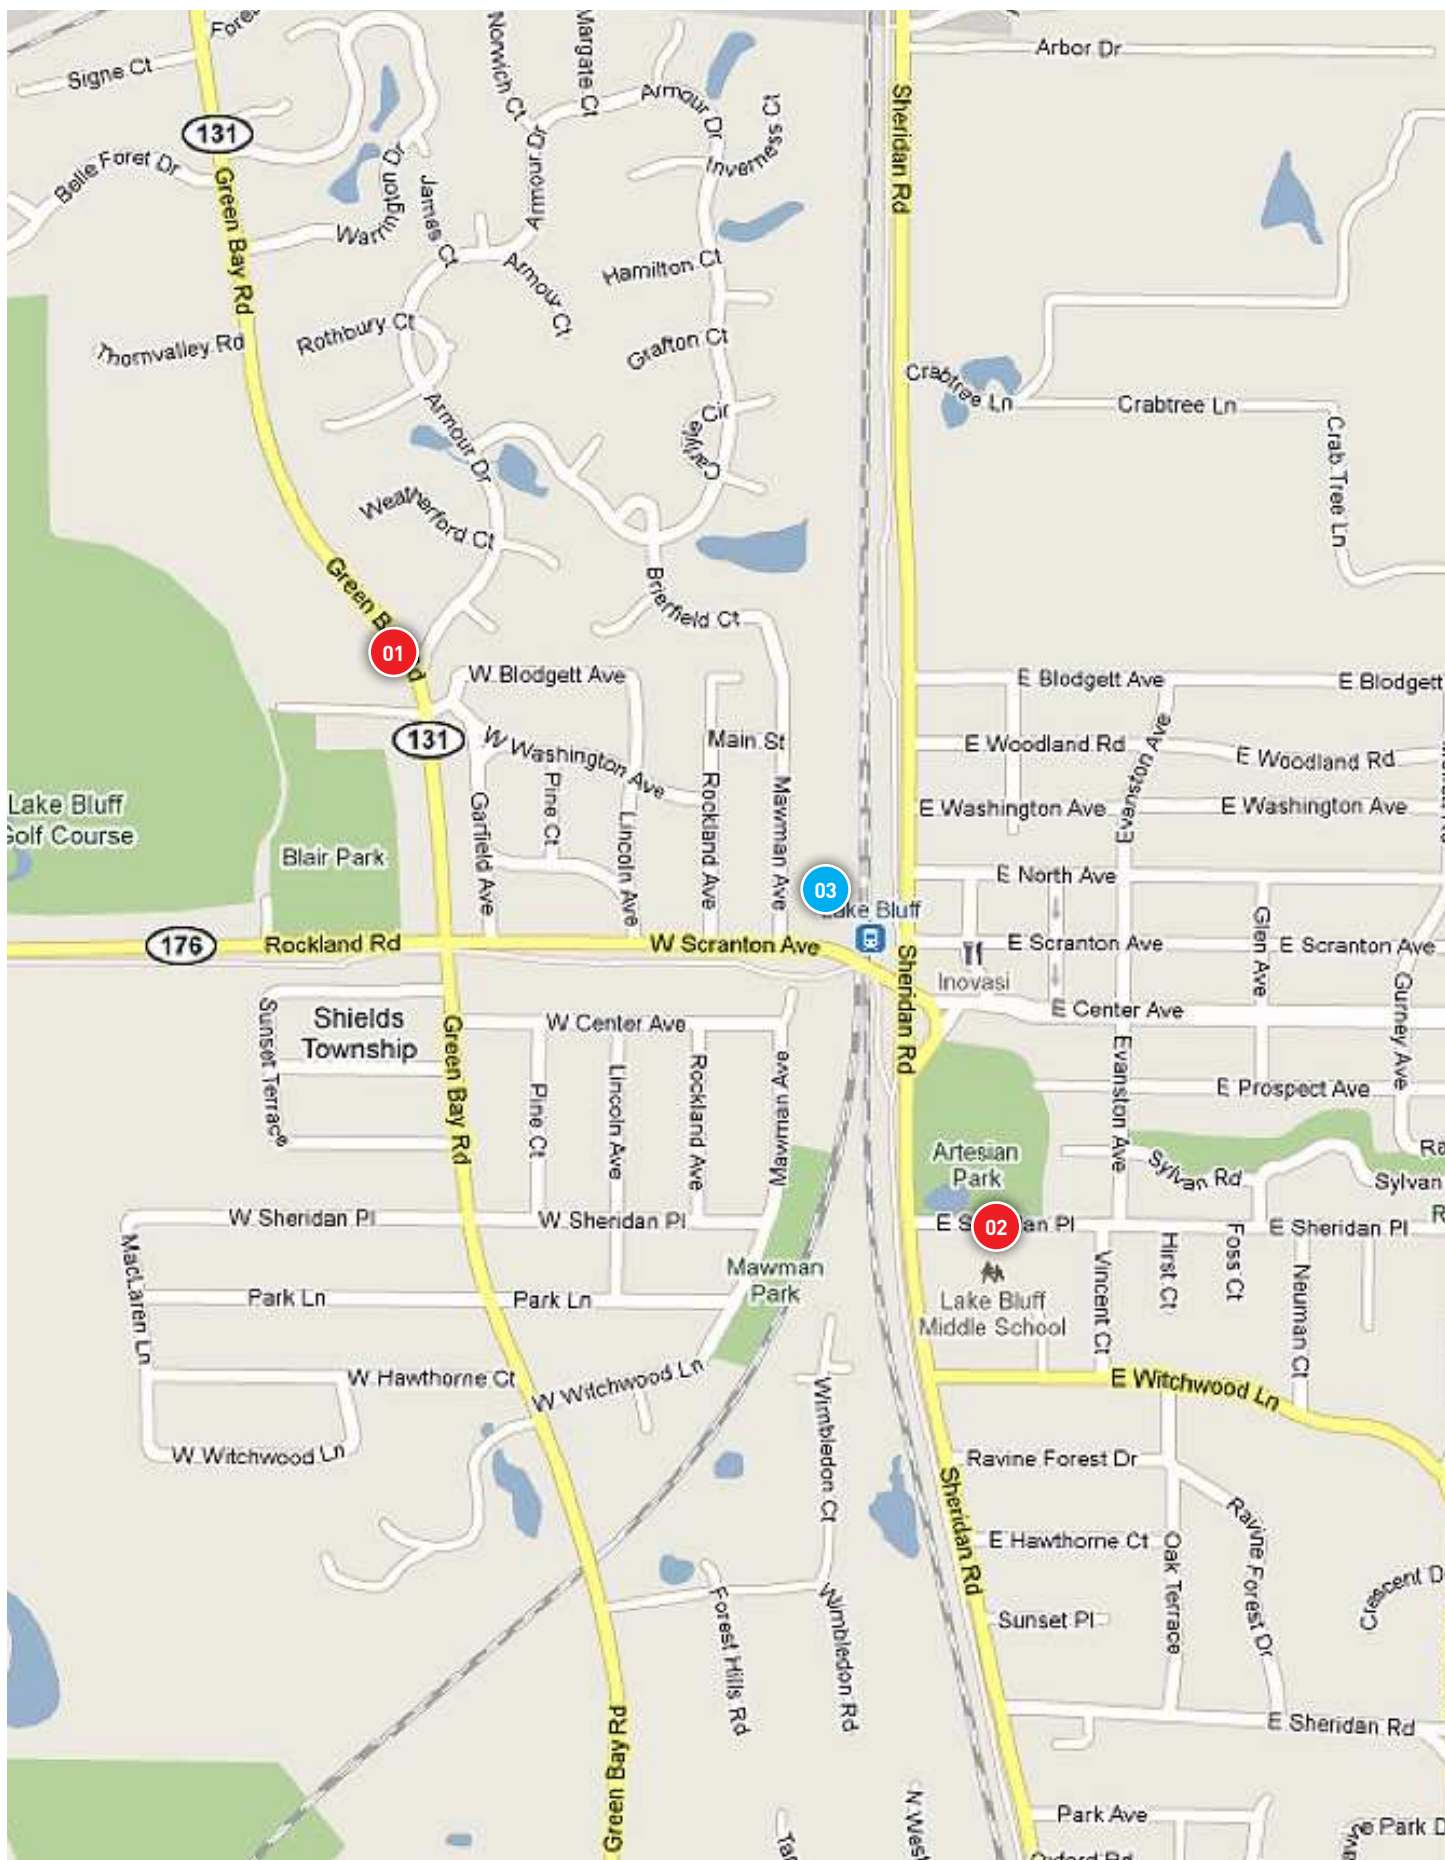 Signe Ct
131
Belle Foret Dr
Green Bay Rd
Warrington Dr
James Ct
Norwich Ct
Margate Ct
Armour Dr
Armour Dr
Inverness Ct
Armour Ct
Hamilton Ct
Grafton Ct
Rothbury Ct
Thornvalley Rd
Armour Dr
Carlyle Cir
Weatherford Ct
Brierfield Ct
Sheridan Rd
Arbor Dr
Crabtree Ln
Crabtree Ln
Crab Tree Ln
Green B
d
01
131
W Blodgett Ave
W Washington Ave
Main St
Garfield Ave
Pine Ct
Lincoln Ave
Rockland Ave
Mawman Ave
E Blodgett Ave
E Blodgett
E Woodland Rd
E Woodland Rd
Evanston Ave
E Washington Ave
E Washington Ave
Lake Bluff
Golf Course
Blair Park
03
Lake Bluff
E North Ave
176
Rockland Rd
W Scranton Ave
E Scranton Ave
E Scranton Ave
Glen Ave
Gurney Ave
Inovasi
Sheridan Rd
E Center Ave
Sunset Terrace
Shields
Township
Green Bay Rd
W Center Ave
Pine Ct
Lincoln Ave
Rockland Ave
Mawman Ave
Evanston Ave
E Prospect Ave
Artesian
Park
Sylvan Rd
Sylvan
Ra
R
W Sheridan Pl
W Sheridan Pl
E S
an Pl
02
E Sheridan Pl
MacLaren Ln
Park Ln
Park Ln
Mawman
Park
Lake Bluff
Middle School
Vincent Ct
Hirst Ct
Foss Ct
Neuman Ct
W Hawthorne Ct
W Witchwood Ln
W Witchwood Ln
E Witchwood Ln
Wimbledon Ct
Ravine Forest Dr
Sheridan Rd
E Hawthorne Ct
Oak Terrace
Ravine Forest Dr
Crescent D
Sunset Pl
Forest Hills Rd
Wimbledon Rd
E Sheridan Rd
Green Bay Rd
N West
Park Ave
e Park D
Oxford Rd